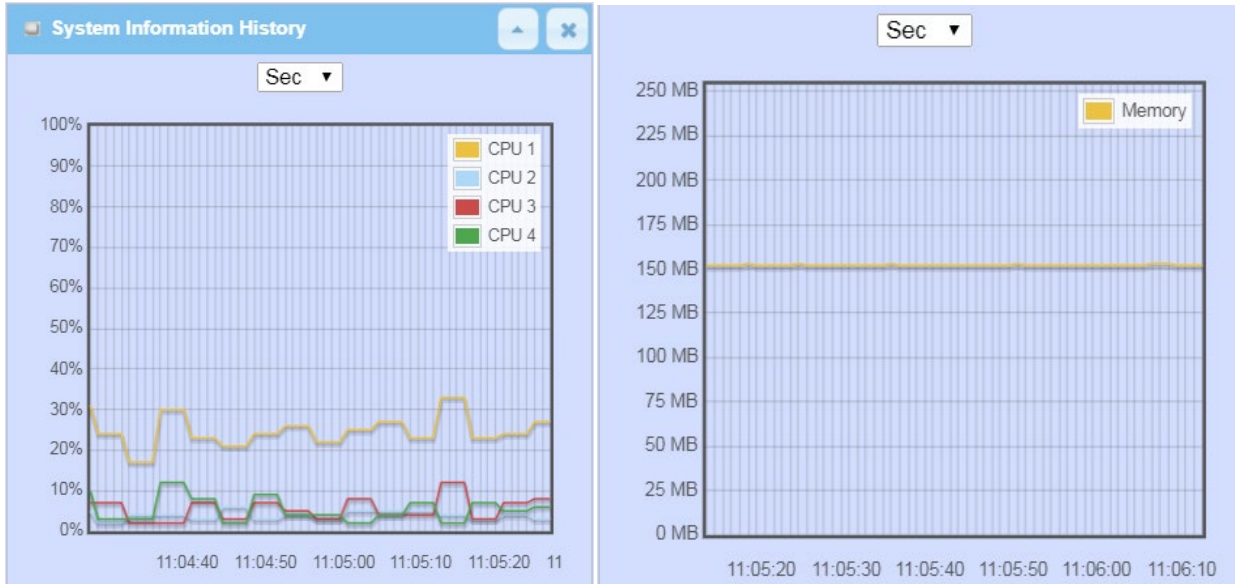 System Information History
Sec ▼
100%
90%
80%
70%
60%
50%
40%
30%
20%
10%
0%
CPU 1
CPU 2
CPU 3
CPU 4
11:04:40 11:04:50 11:05:00 11:05:10 11:05:20 11
Sec ▼
250 MB
225 MB
200 MB
175 MB
150 MB
125 MB
100 MB
75 MB
50 MB
25 MB
0 MB
Memory
11:05:20 11:05:30 11:05:40 11:05:50 11:06:00 11:06:10